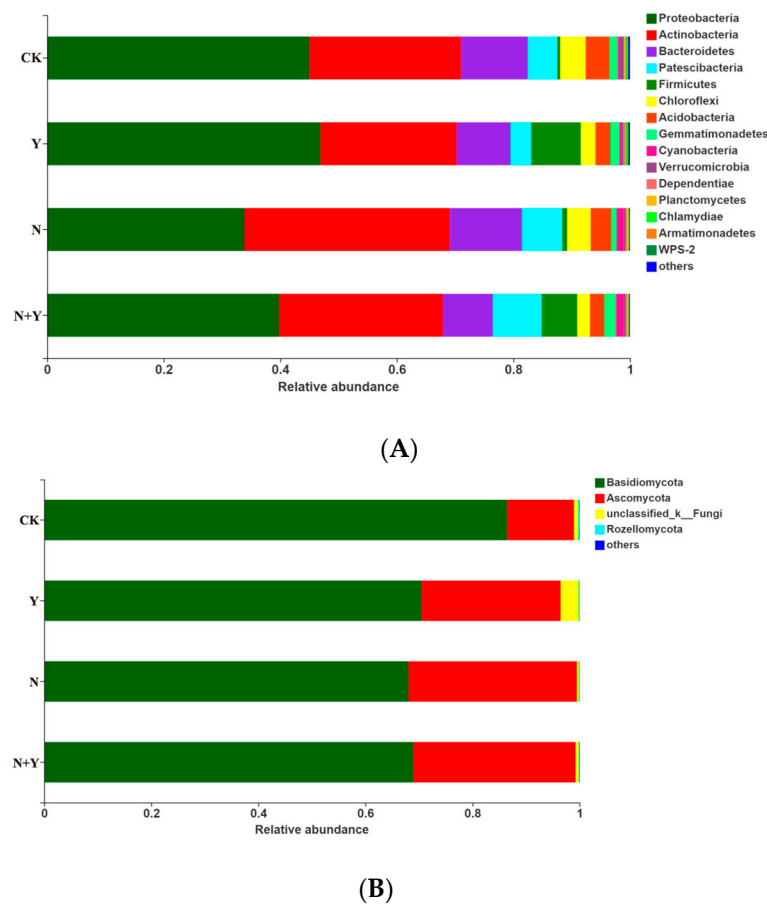 Proteobacteria
Actinobacteria
Bacteroidetes
Patescibacteria
Firmicutes
Chloroflexi
Acidobacteria
Gemmatimonadetes
Cyanobacteria
Verrucomicrobia
Dependentiae
Planctomycetes
Chlamydiae
Armatimonadetes
WPS-2
others
CK
Y
N
N+Y
0 0.2 0.4 0.6 0.8 1
Relative abundance
(A)
Basidiomycota
Ascomycota
unclassified_k__Fungi
Rozellomycota
others
CK
Y
N
N+Y
0 0.2 0.4 0.6 0.8 1
Relative abundance
(B)